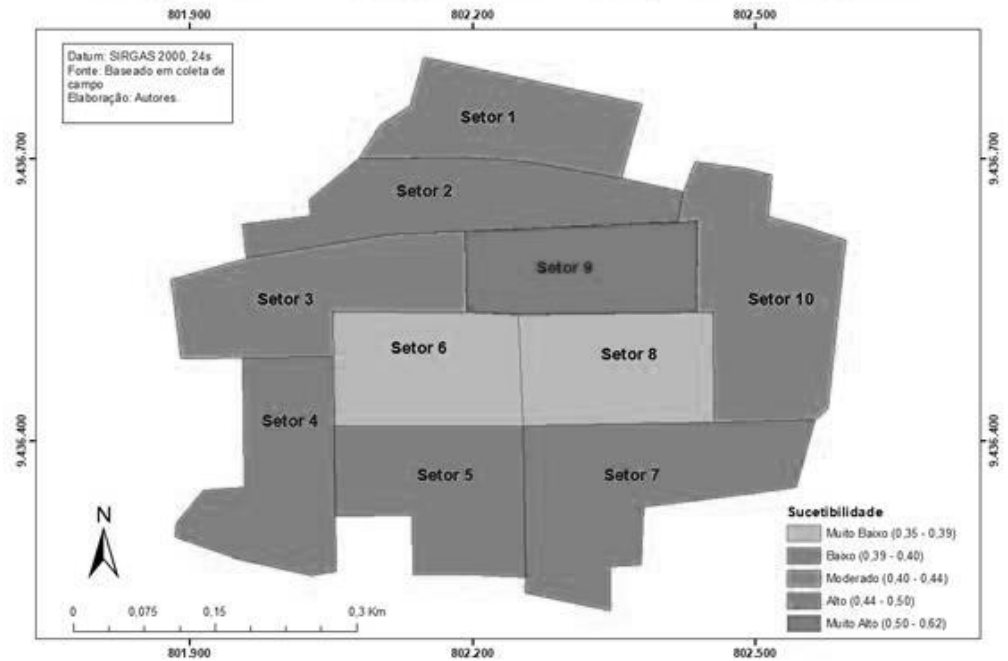 801.900 802.200 802.500
Datum: SIRGAS 2000, 24s
Fonte: Baseado em coleta de
campo
Elaboração: Autores.
Setor 1
9.436.700 9.436.700
Setor 2
Setor 9
Setor 3 Setor 10
Setor 6 Setor 8
Setor 4
9.436.400 9.436.400
Setor 5 Setor 7
N
Sucetibilidade
Muito Baixo (0,35 - 0,39)
Baixo (0,39 - 0,40)
Moderado (0,40 - 0,44)
Alto (0,44 - 0,50)
Muito Alto (0,50 - 0,62)
0 0,075 0,15 0,3 Km
801.900 802.200 802.500